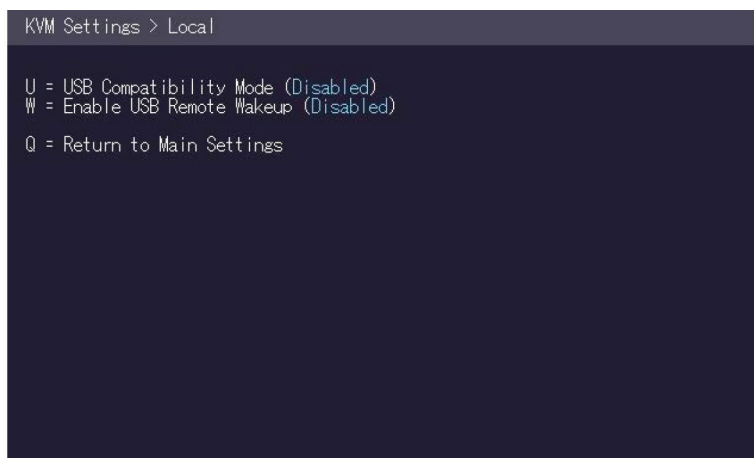 KVM Settings > Local
U = USB Compatibility Mode (Disabled)
W = Enable USB Remote Wakeup (Disabled)
Q = Return to Main Settings